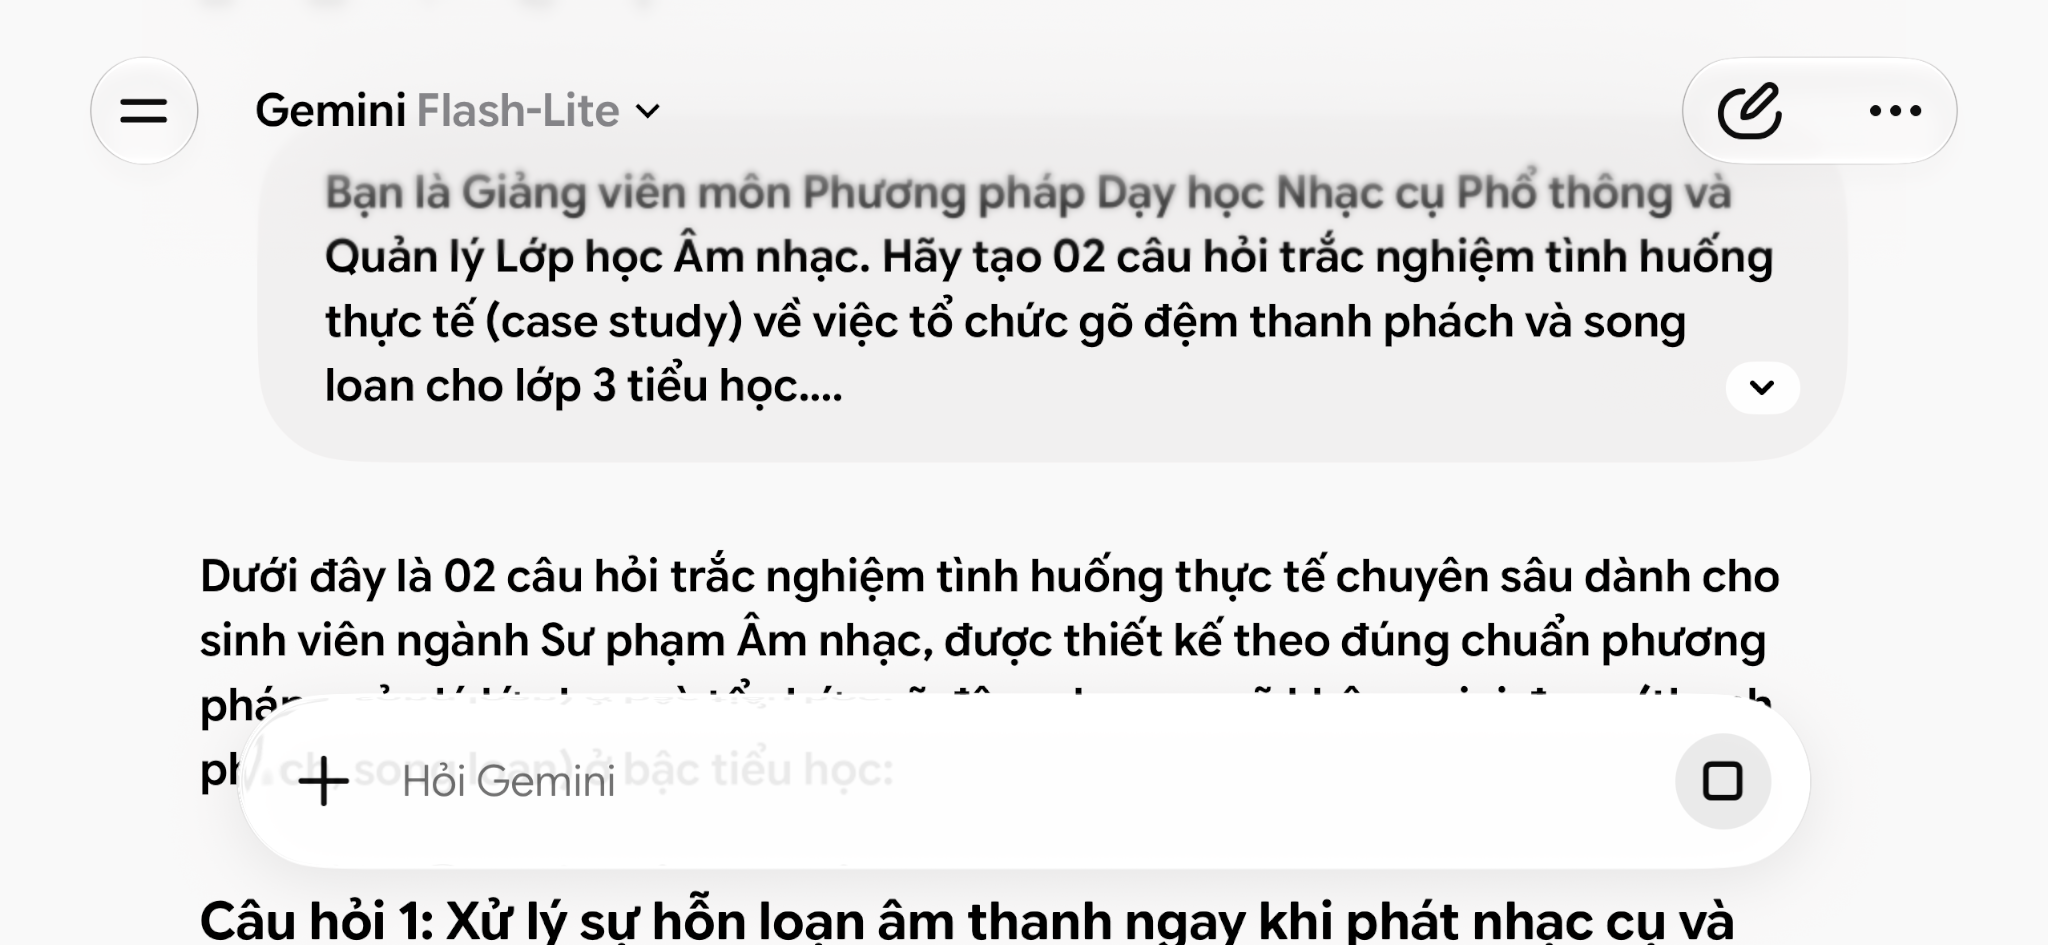 Gemini Flash-Lite
Bạn là Giảng viên môn Phương pháp Dạy học Nhạc cụ Phổ thông và
Quản lý Lớp học Âm nhạc. Hãy tạo 02 câu hỏi trắc nghiệm tình huống
thực tế (case study) về việc tổ chức gõ đệm thanh phách và song
loan cho lớp 3 tiểu học....
Dưới đây là 02 câu hỏi trắc nghiệm tình huống thực tế chuyên sâu dành cho
sinh viên ngành Sư phạm Âm nhạc, được thiết kế theo đúng chuẩn phương
song loan) ở bậc tiểu học:
Hỏi Gemini
Câu hỏi 1: Xử lý sự hỗn loạn âm thanh ngay khi phát nhạc cụ và